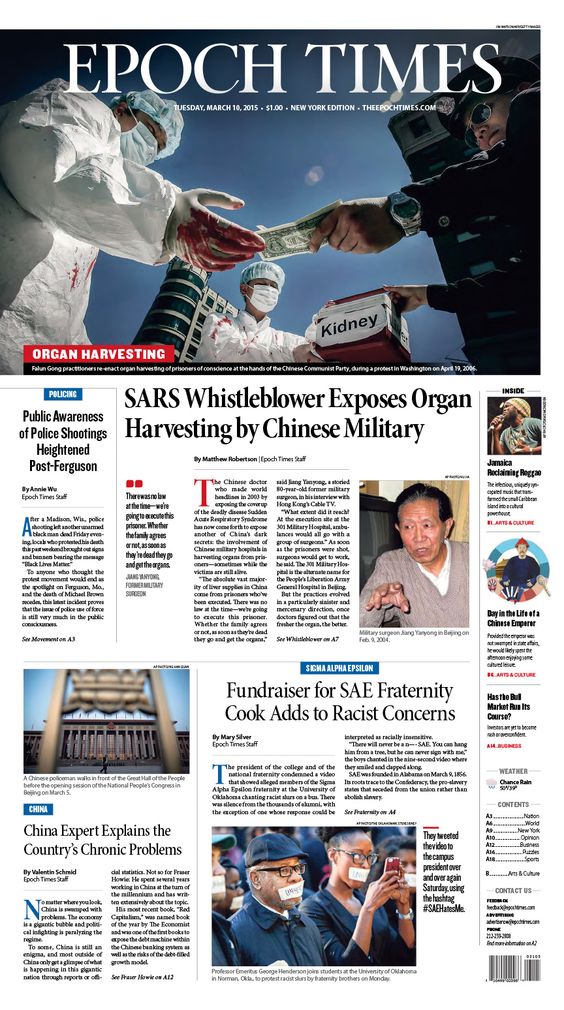 EPOCH TIMES
TUESDAY, MARCH 10, 2015 • $1.00 • NEW YORK EDITION • THEEPOCHTIMES.COM
Kidney
ORGAN HARVESTING
Falun Gong practitioners re-enact organ harvesting of prisoners of conscience at the hands of the Chinese Communist Party, during a protest in Washington on April 19, 2006.
POLICING
Public Awareness
of Police Shootings
Heightened
Post-Ferguson
By Annie Wu
Epoch Times Staff
After a Madison, Wis., police
shooting left another unarmed
black man dead Friday even-
ing, locals who protested his death
this past weekend brought out signs
and banners bearing the message
"Black Lives Matter."
To anyone who thought the
protest movement would end as
the spotlight on Ferguson, Mo.,
and the death of Michael Brown
recedes, this latest incident proves
that the issue of police use of force
is still very much in the public
consciousness.
See Movement on A3
SARS Whistleblower Exposes Organ
Harvesting by Chinese Military
By Matthew Robertson | Epoch Times Staff
There was no law
at the time—we're
going to execute this
prisoner. Whether
the family agrees
or not, as soon as
they're dead they go
and get the organs.
JIANG YANYONG,
FORMER MILITARY
SURGEON
The Chinese doctor
who made world
headlines in 2003 by
exposing the coverup
of the deadly disease Sudden
Acute Respiratory Syndrome
has now come forth to expose
another of China's dark
secrets: the involvement of
Chinese military hospitals in
harvesting organs from pris-
oners—sometimes while the
victims are still alive.
"The absolute vast major-
ity of liver supplies in China
come from prisoners who've
been executed. There was no
law at the time—we're going
to execute this prisoner.
Whether the family agrees
or not, as soon as they're dead
they go and get the organs,"
said Jiang Yanyong, a storied
80-year-old former military
surgeon, in his interview with
Hong Kong's Cable TV.
"What extent did it reach?
At the execution site at the
301 Military Hospital, ambu-
lances would all go with a
group of surgeons." As soon
as the prisoners were shot,
surgeons would get to work,
he said. The 301 Military Hos-
pital is the alternate name for
the People's Liberation Army
General Hospital in Beijing.
But the practices evolved
in a particularly sinister and
mercenary direction, once
doctors figured out that the
fresher the organ, the better.
See Whistleblower on A7
Military surgeon Jiang Yanyong in Beijing on
Feb. 9, 2004.
INSIDE
Jamaica
Reclaiming Reggae
The infectious, uniquely syn-
copated music that trans-
formed the small Caribbean
island into a cultural
powerhouse.
B1..ARTS & CULTURE
Day in the Life of a
Chinese Emperor
Provided the emperor was
not swamped in state affairs,
he would likely spend the
afternoon enjoying some
cultured leisure.
B6..ARTS & CULTURE
Has the Bull
Market Run Its
Course?
Investors are yet to become
rash or overconfident.
A14..BUSINESS
WEATHER
Chance Rain
50°/39°
CONTENTS
A3............Nation
A6............World
A9............New York
A10............Opinion
A12............Business
A16............Puzzles
A18............Sports
B............Arts & Culture
CONTACT US
FEEDBACK
feedback@epochtimes.com
ADVERTISING
advertisenow@epochtimes.com
PHONE
212-239-2808
Find more information on A2
A Chinese policeman walks in front of the Great Hall of the People
before the opening session of the National People's Congress in
Beijing on March 5.
CHINA
China Expert Explains the
Country's Chronic Problems
By Valentin Schmid
Epoch Times Staff
No matter where you look,
China is swamped with
problems. The economy
is a gigantic bubble and politi-
cal infighting is paralyzing the
regime.
To some, China is still an
enigma, and most outside of
China only get a glimpse of what
is happening in this gigantic
nation through reports or offi-
cial statistics. Not so for Fraser
Howie: He spent several years
working in China at the turn of
the millennium and has writ-
ten extensively about the topic.
His most recent book, "Red
Capitalism," was named book
of the year by The Economist
and was one of the first books to
expose the debt machine within
the Chinese banking system as
well as the risks of the debt-filled
growth model.
See Fraser Howie on A12
SIGMA ALPHA EPSILON
Fundraiser for SAE Fraternity
Cook Adds to Racist Concerns
By Mary Silver
Epoch Times Staff
The president of the college and of the
national fraternity condemned a video
that showed alleged members of the Sigma
Alpha Epsilon fraternity at the University of
Oklahoma chanting racist slurs on a bus. There
was silence from the thousands of alumni, with
the exception of one whose response could be
interpreted as racially insensitive.
"There will never be a n---- SAE. You can hang
him from a tree, but he can never sign with me,"
the boys chanted in the nine-second video where
they smiled and clapped along.
SAE was founded in Alabama on March 9, 1856.
Its roots trace to the Confederacy, the pro-slavery
states that seceded from the union rather than
abolish slavery.
See Fraternity on A4
They tweeted
the video to
the campus
president over
and over again
Saturday, using
the hashtag
#SAEHatesMe.
Professor Emeritus George Henderson joins students at the University of Oklahoma
in Norman, Okla., to protest racist slurs by fraternity brothers on Monday.